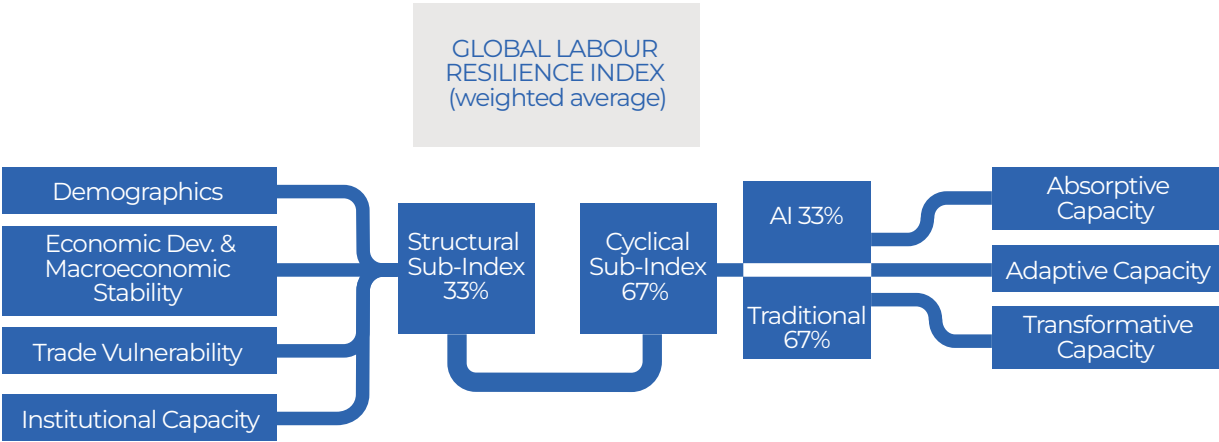 GLOBAL LABOUR
RESILIENCE INDEX
(weighted average)
Demographics
Economic Dev. &
Macroeconomic
Stability
Trade Vulnerability
Institutional Capacity
Structural
Sub-Index
33%
Cyclical
Sub-Index
67%
AI 33%
Traditional
67%
Absorptive
Capacity
Adaptive Capacity
Transformative
Capacity